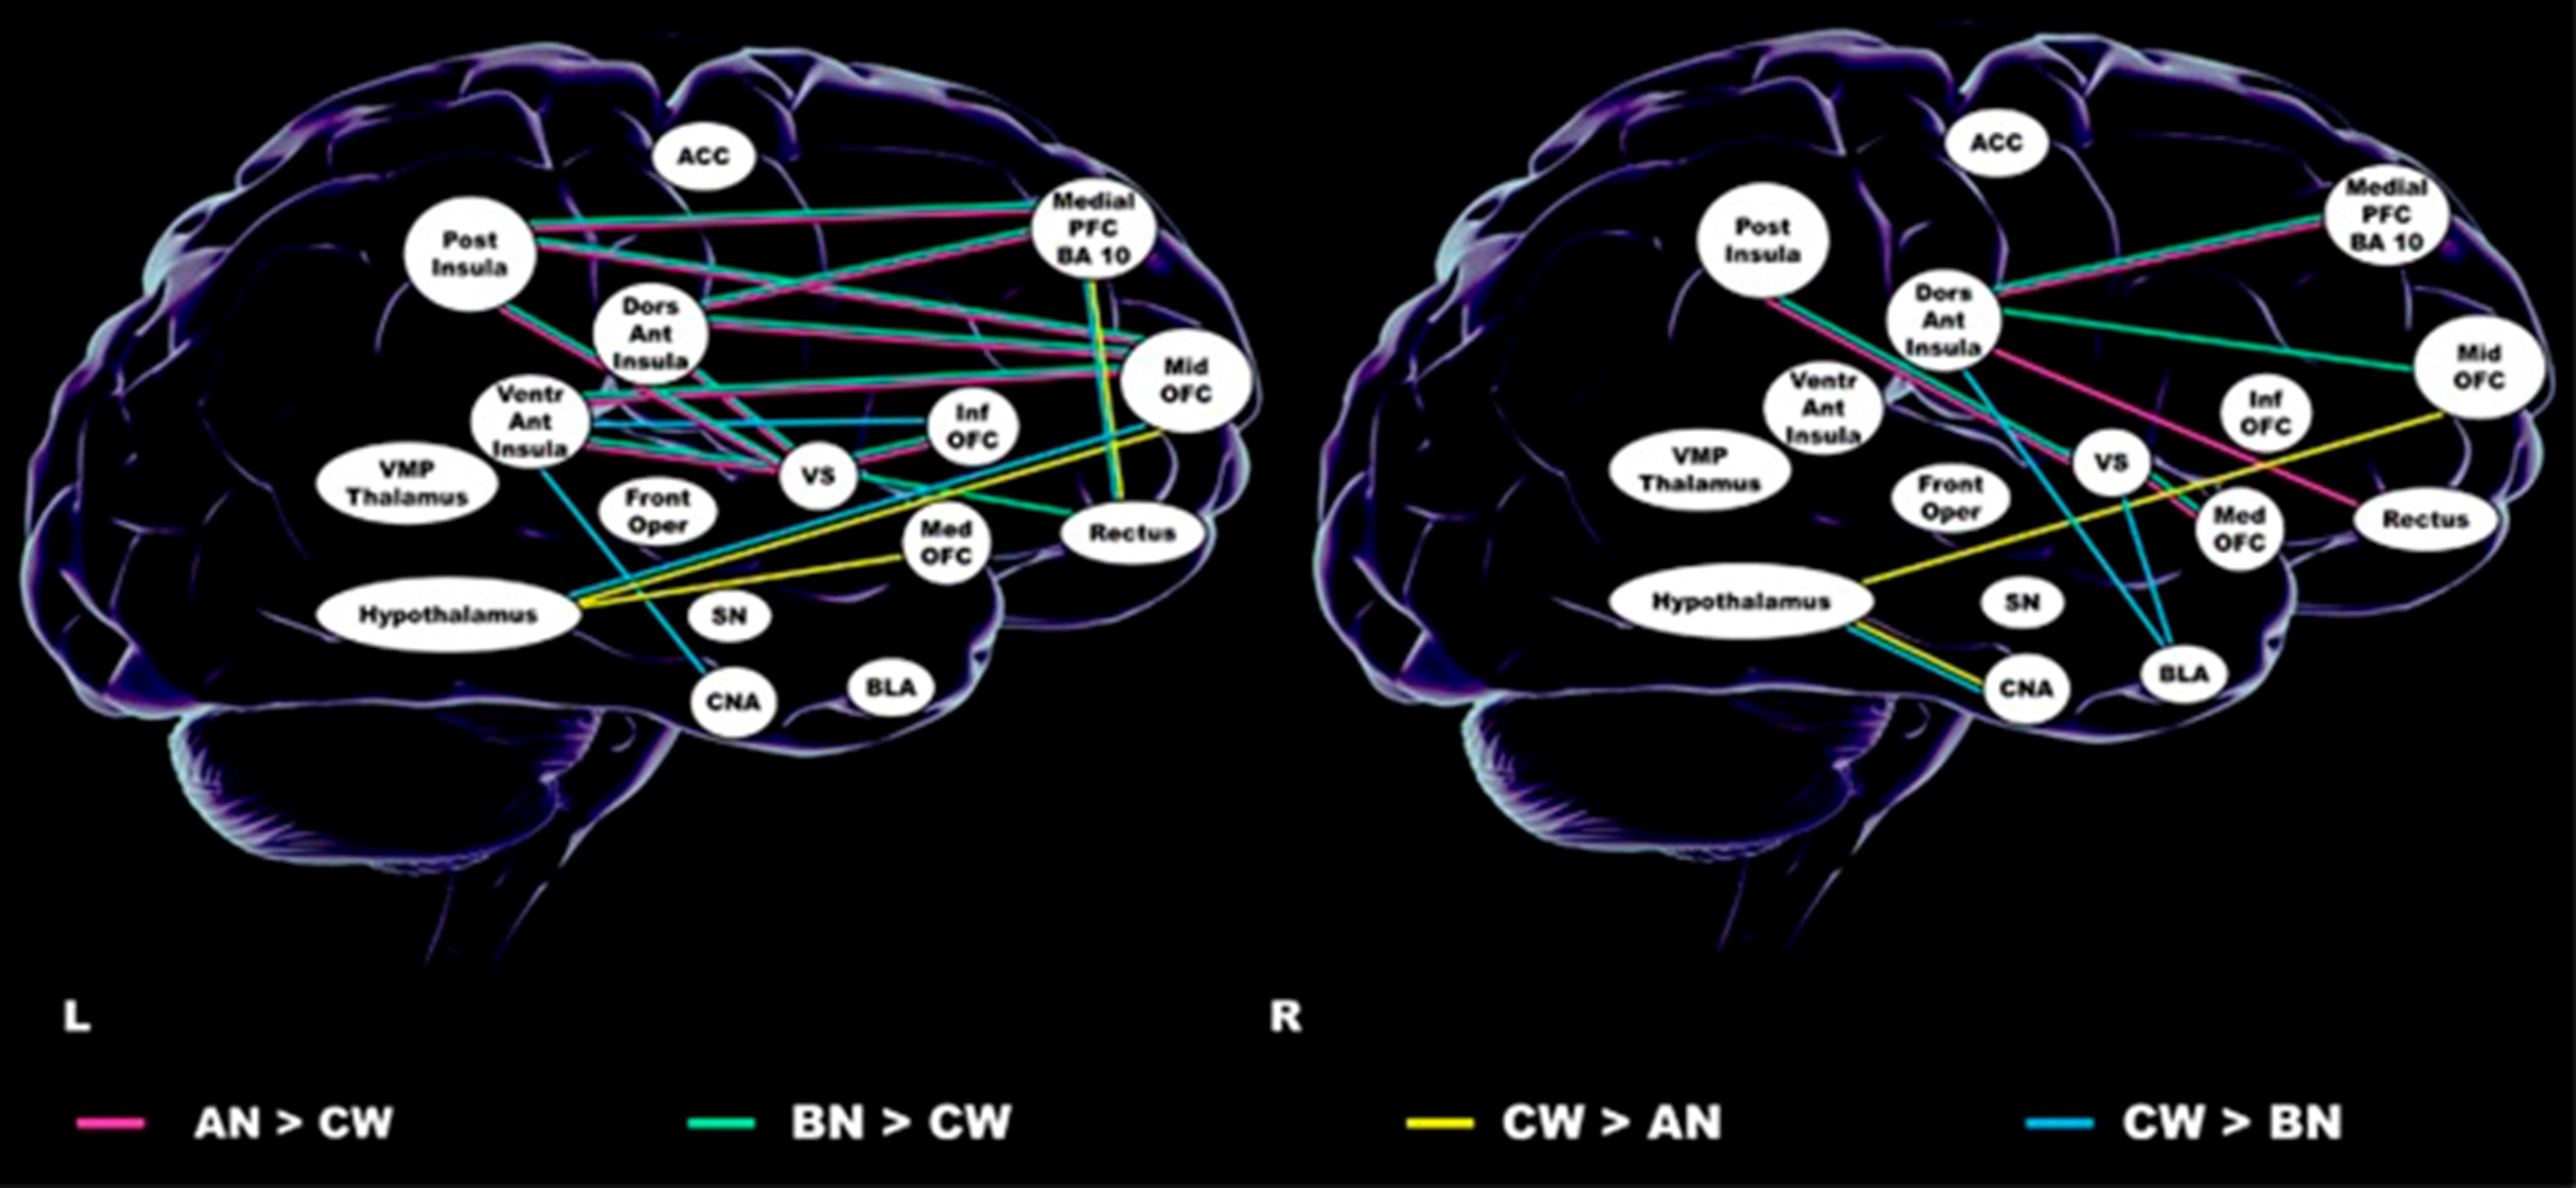 ACC
Medial
PFC
BA 10
Post
Insula
Dors
Ant
Insula
Mid
OFC
Ventr
Ant
Insula
Inf
OFC
VMP
Thalamus
VS
Front
Oper
Med
OFC
Rectus
Hypothalamus
SN
CNA
BLA
ACC
Medial
PFC
BA 10
Post
Insula
Dors
Ant
Insula
Mid
OFC
Ventr
Ant
Insula
Inf
OFC
VMP
Thalamus
VS
Front
Oper
Med
OFC
Rectus
Hypothalamus
SN
CNA
BLA
L
R
AN > CW
BN > CW
CW > AN
CW > BN